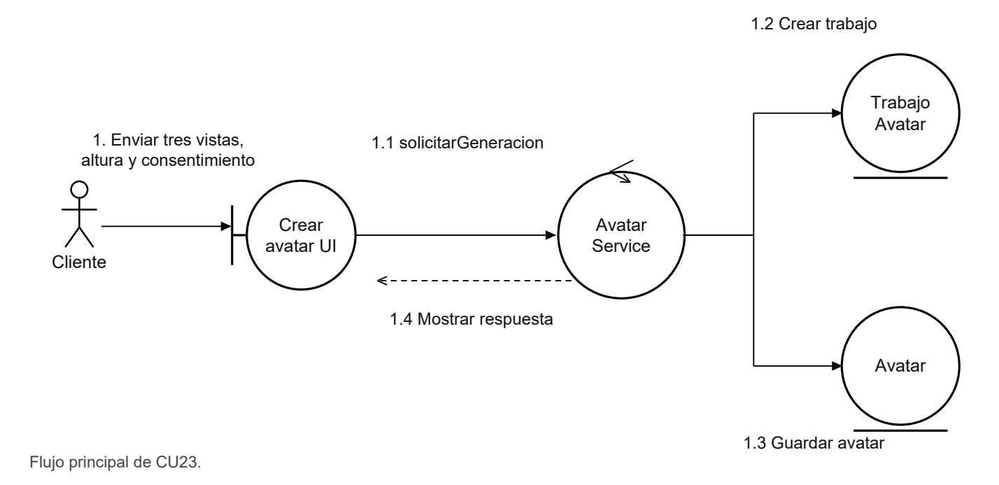 1.2 Crear trabajo
Trabajo
Avatar
1. Enviar tres vistas,
altura y consentimiento
1.1 solicitarGeneracion
Cliente
Crear
avatar UI
Avatar
Service
1.4 Mostrar respuesta
Avatar
1.3 Guardar avatar
Flujo principal de CU23.